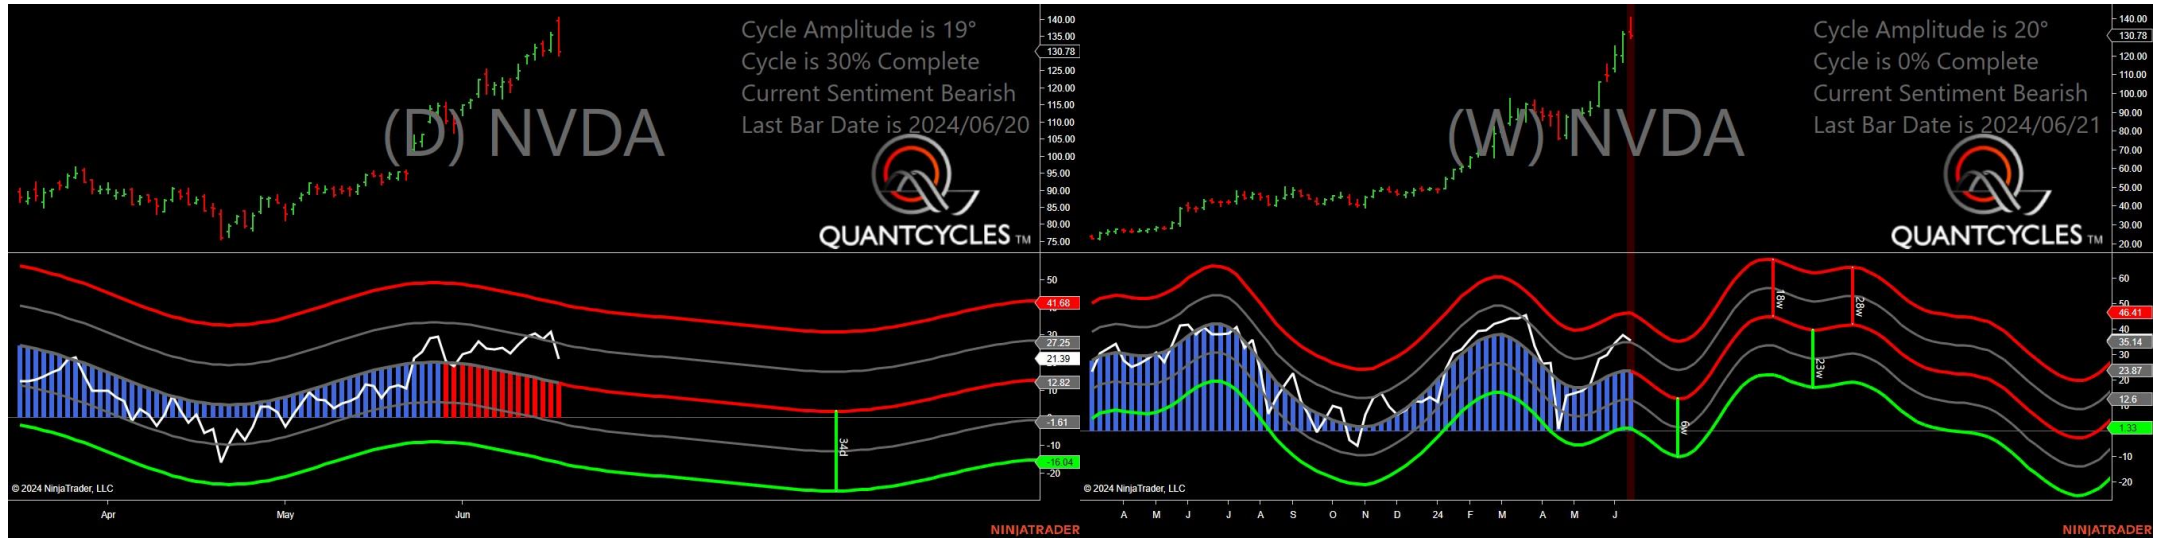 Cycle Amplitude is 19°
Cycle is 30% Complete
Current Sentiment Bearish
Last Bar Date is 2024/06/20
(D) NVDA
QUANTCYCLES TM
140.00
135.00
130.78
125.00
120.00
115.00
110.00
105.00
100.00
95.00
90.00
85.00
80.00
75.00
50
41.68
30
27.25
21.39
12.82
10
0
-1.61
-10
-16.04
-20
34d
© 2024 NinjaTrader, LLC
Apr
May
Jun
NINJATRADER
Cycle Amplitude is 20°
Cycle is 0% Complete
Current Sentiment Bearish
Last Bar Date is 2024/06/21
(W) NVDA
QUANTCYCLES TM
140.00
130.78
120.00
110.00
100.00
90.00
80.00
70.00
60.00
50.00
40.00
30.00
20.00
60
50
46.41
40
35.14
30
23.87
20
12.6
10
1.33
-10
-20
6w
18w
23w
28w
© 2024 NinjaTrader, LLC
A M J J A S O N D 24 F M A M J
NINJATRADER